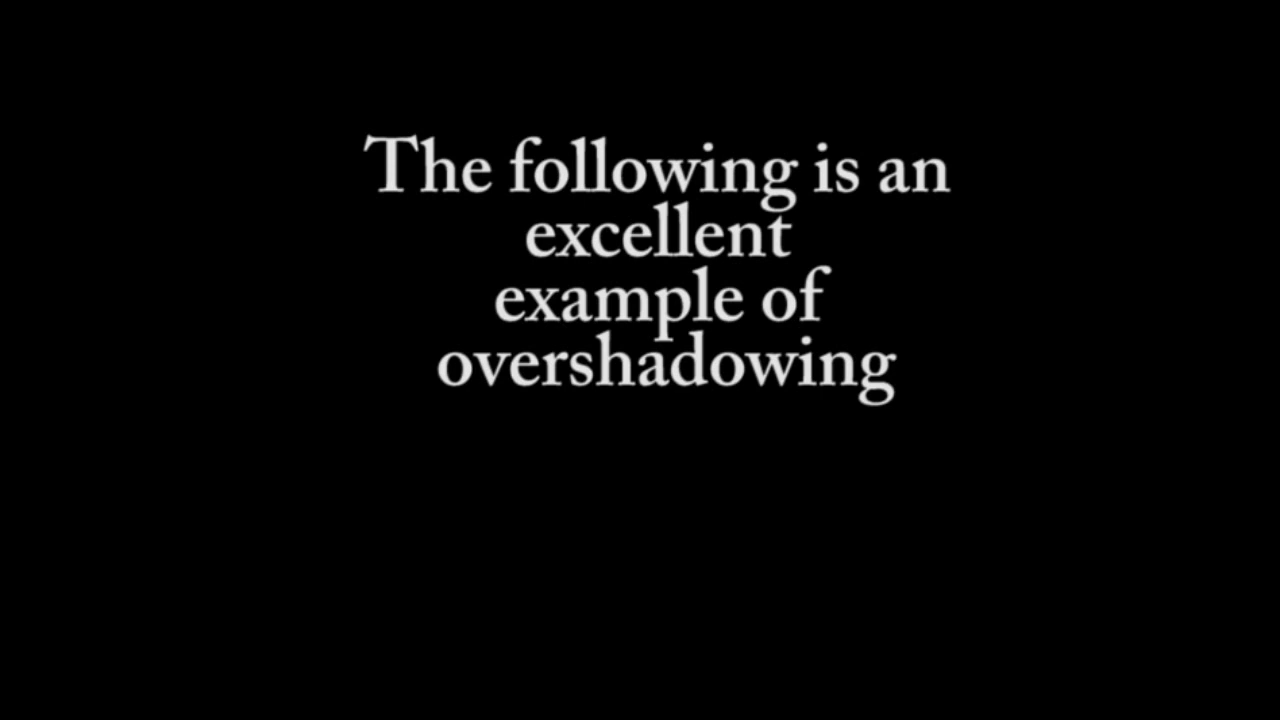 The following is an
excellent
example of
overshadowing